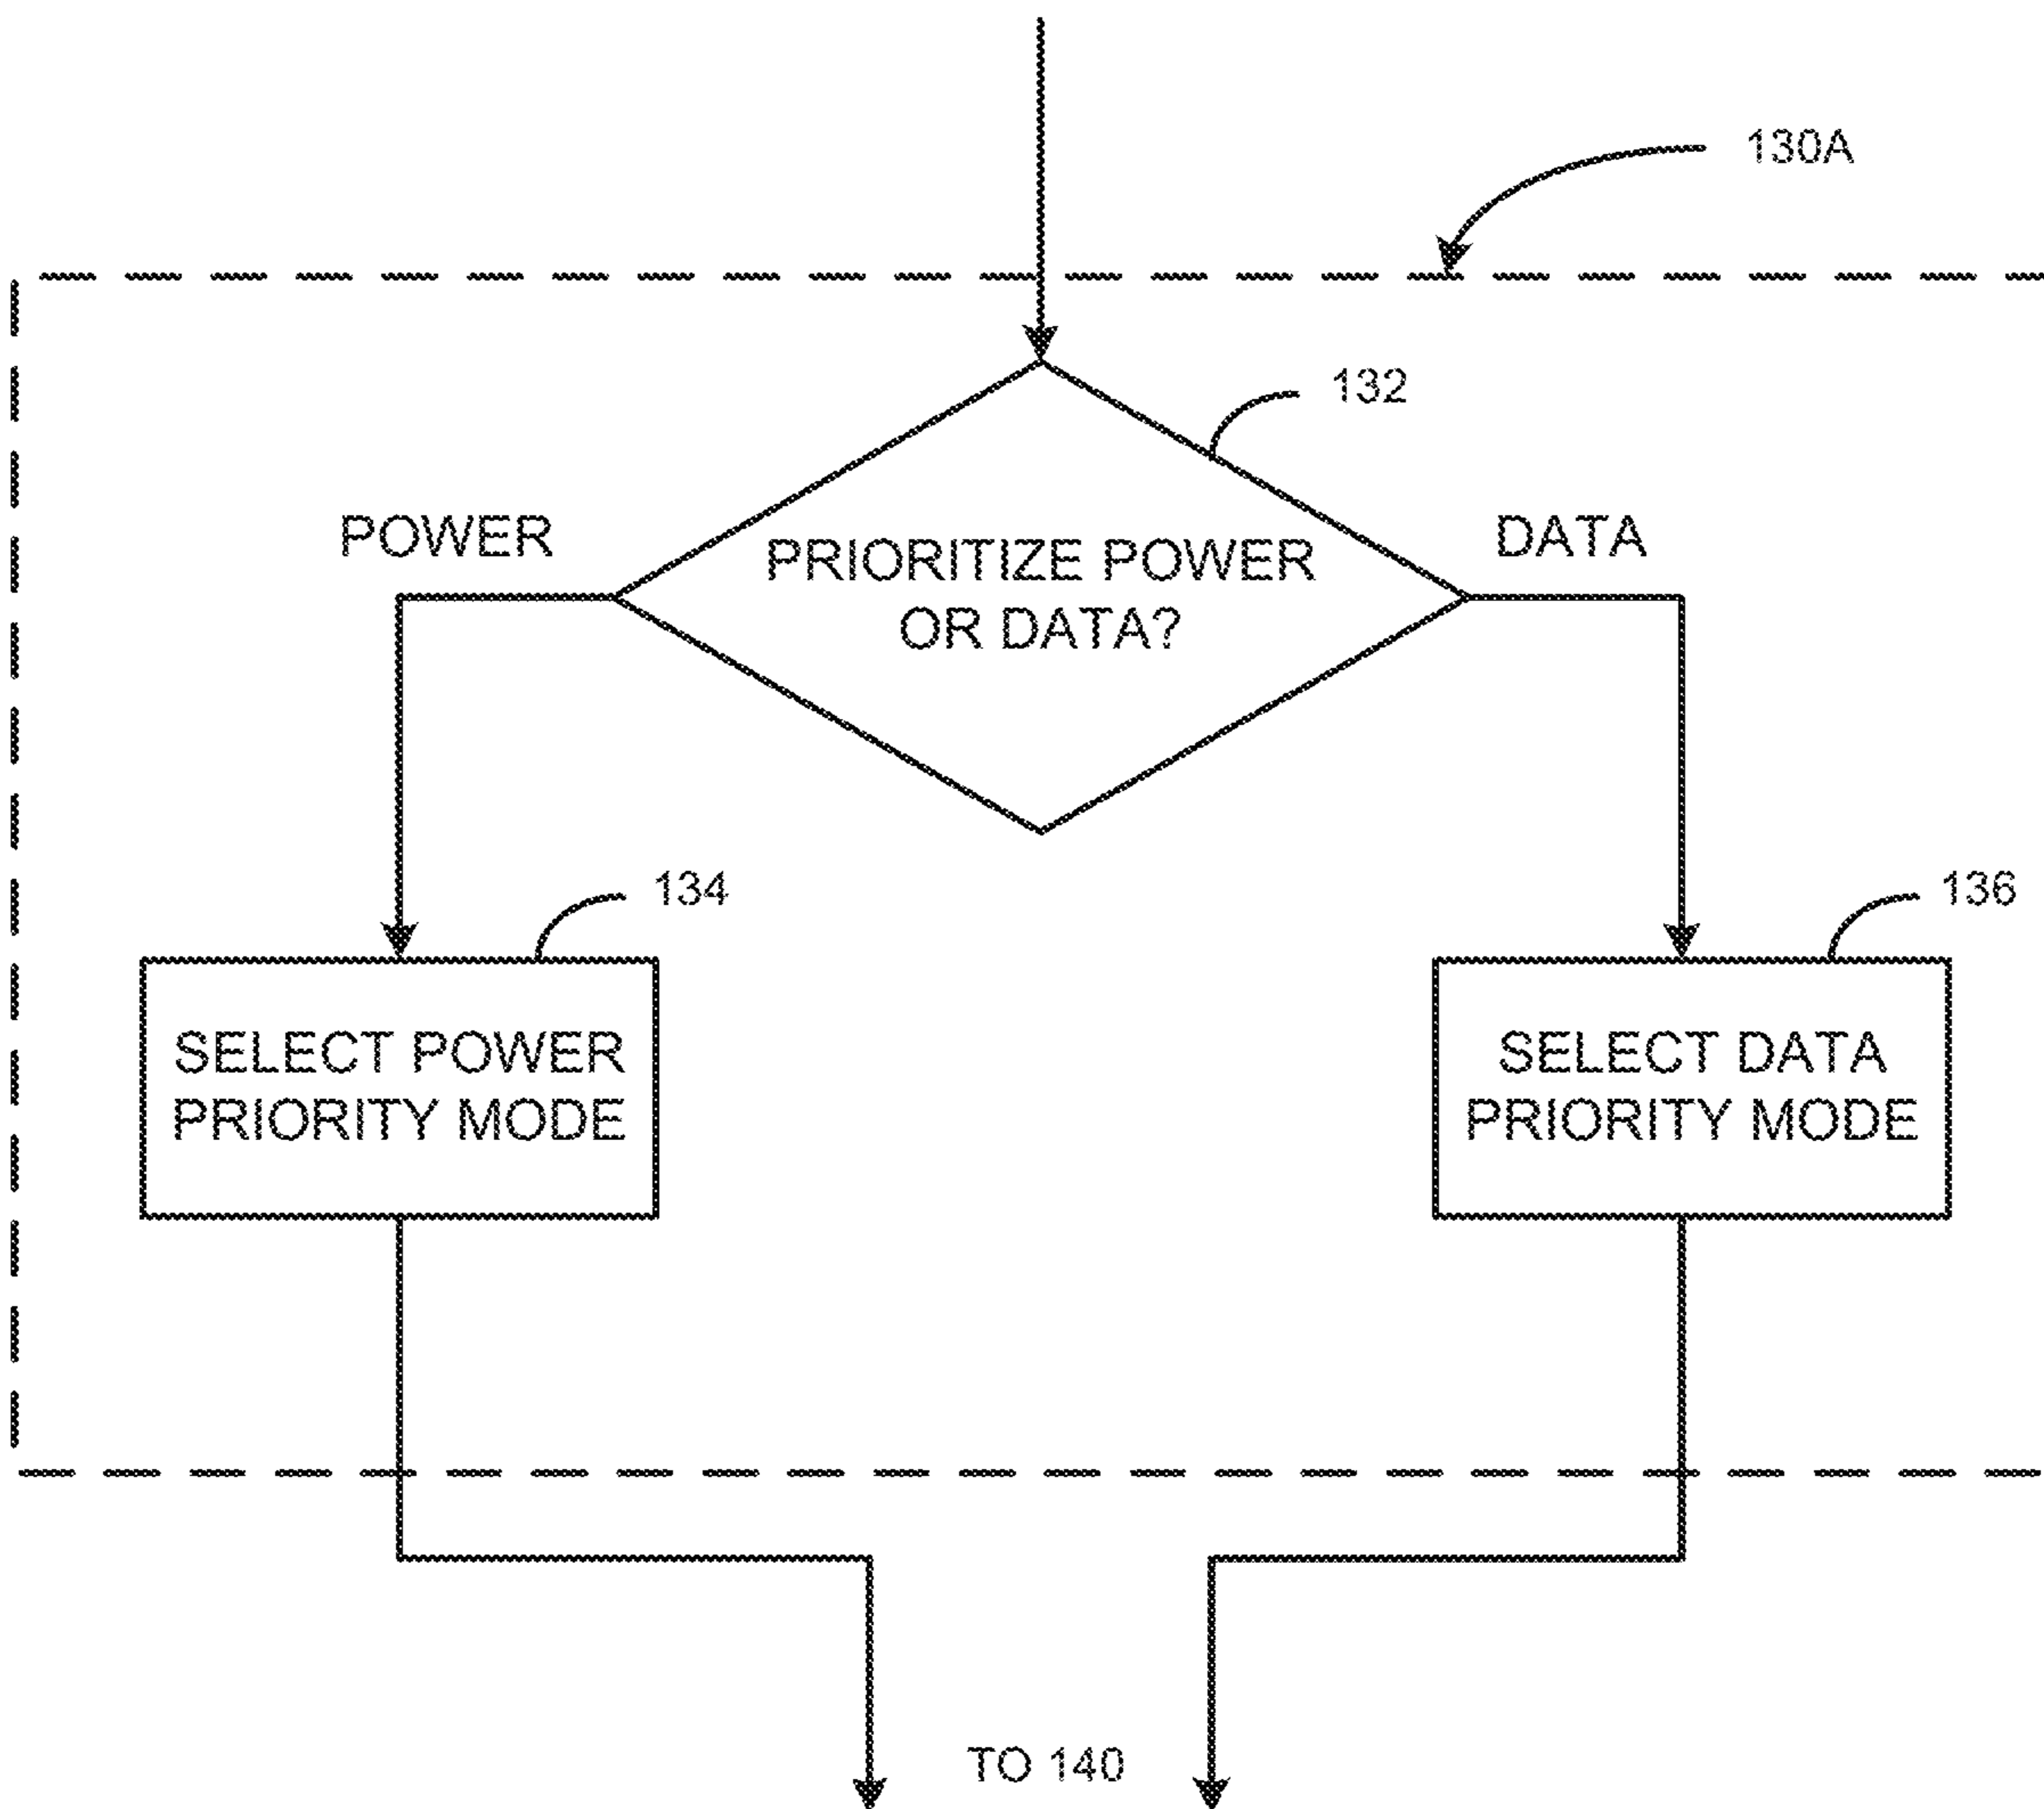 130A
132
POWER
PRIORITIZE POWER
OR DATA?
DATA
134
136
SELECT POWER
PRIORITY MODE
SELECT DATA
PRIORITY MODE
TO 140